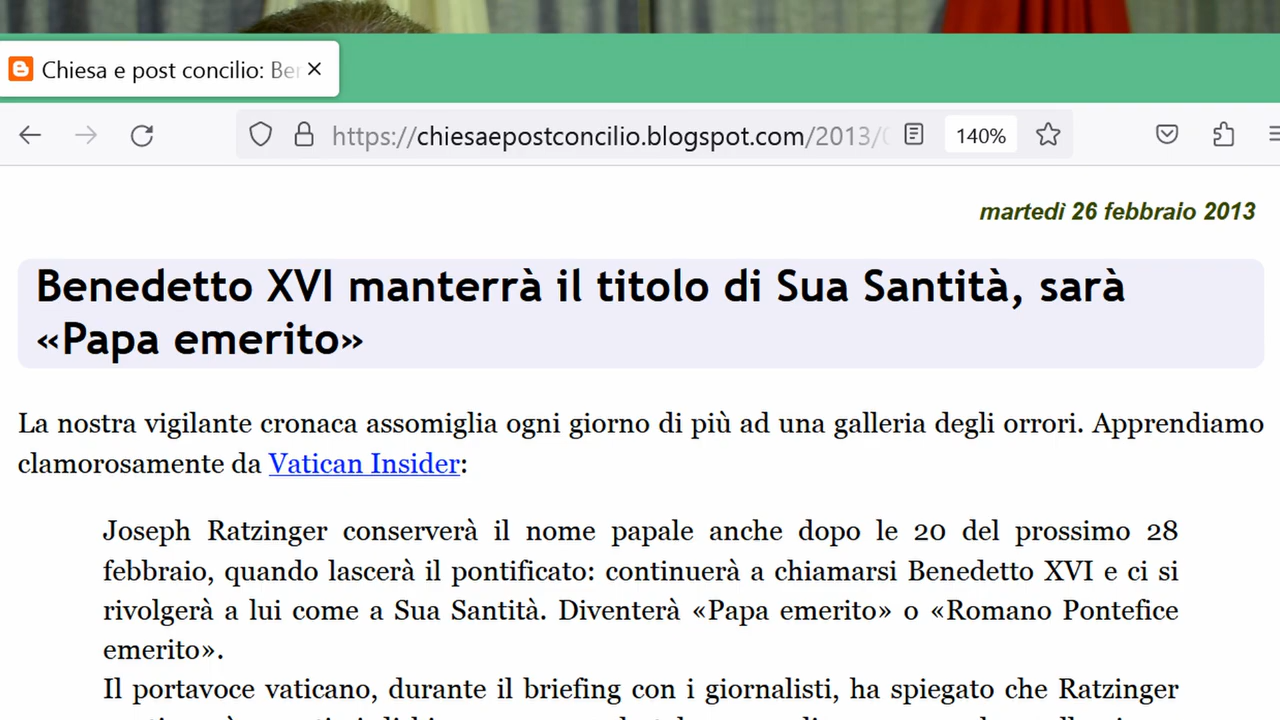 Chiesa e post concilio: Ber
https://chiesaepostconcilio.blogspot.com/2013/0
140%
martedì 26 febbraio 2013
Benedetto XVI manterrà il titolo di Sua Santità, sarà
«Papa emerito»
La nostra vigilante cronaca assomiglia ogni giorno di più ad una galleria degli orrori. Apprendiamo
clamorosamente da Vatican Insider:
Joseph Ratzinger conserverà il nome papale anche dopo le 20 del prossimo 28
febbraio, quando lascerà il pontificato: continuerà a chiamarsi Benedetto XVI e ci si
rivolgerà a lui come a Sua Santità. Diventerà «Papa emerito» o «Romano Pontefice
emerito».
Il portavoce vaticano, durante il briefing con i giornalisti, ha spiegato che Ratzinger